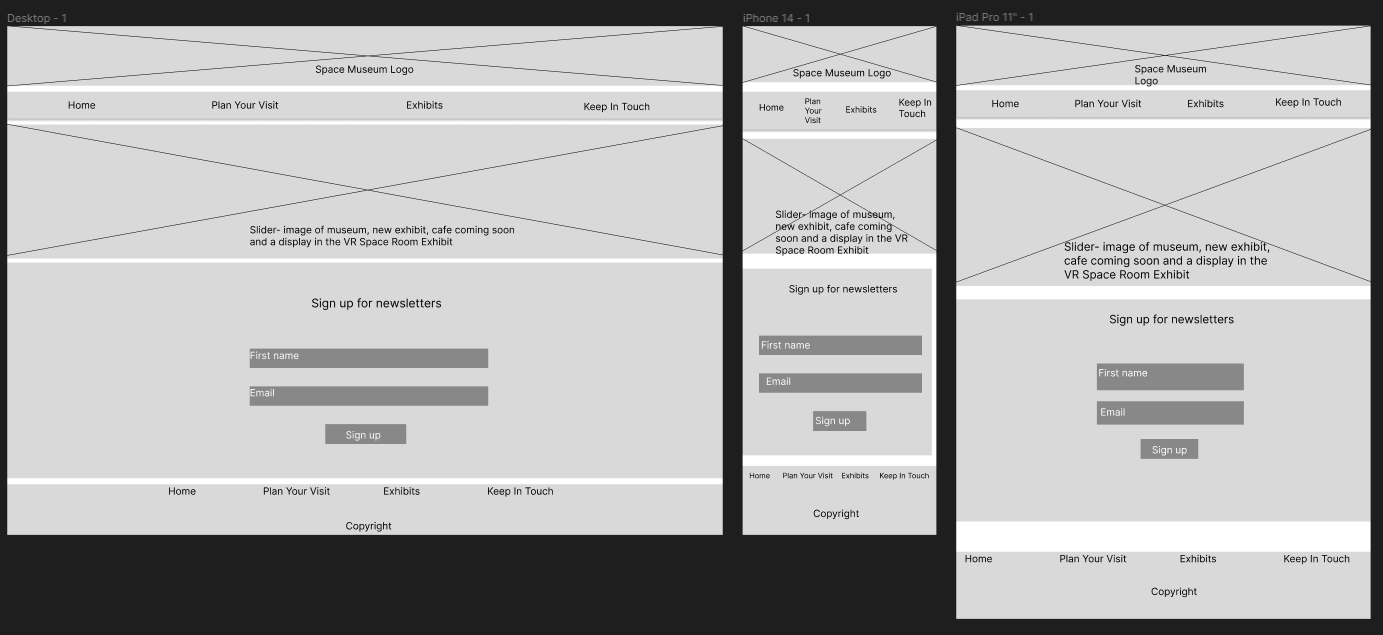 Desktop - 1
Space Museum Logo
Home Plan Your Visit Exhibits Keep In Touch
Slider- image of museum, new exhibit, cafe coming soon
and a display in the VR Space Room Exhibit
Sign up for newsletters
First name
Email
Sign up
Home Plan Your Visit Exhibits Keep In Touch
Copyright
iPhone 14 - 1
Space Museum Logo
Home
Plan
Your
Visit
Exhibits
Keep In
Touch
Slider- image of museum,
new exhibit, cafe coming
soon and a display in the VR
Space Room Exhibit
Sign up for newsletters
First name
Email
Sign up
Home Plan Your Visit Exhibits Keep In Touch
Copyright
iPad Pro 11" - 1
Space Museum
Logo
Home Plan Your Visit Exhibits Keep In Touch
Slider- image of museum, new exhibit,
cafe coming soon and a display in the
VR Space Room Exhibit
Sign up for newsletters
First name
Email
Sign up
Home Plan Your Visit Exhibits Keep In Touch
Copyright